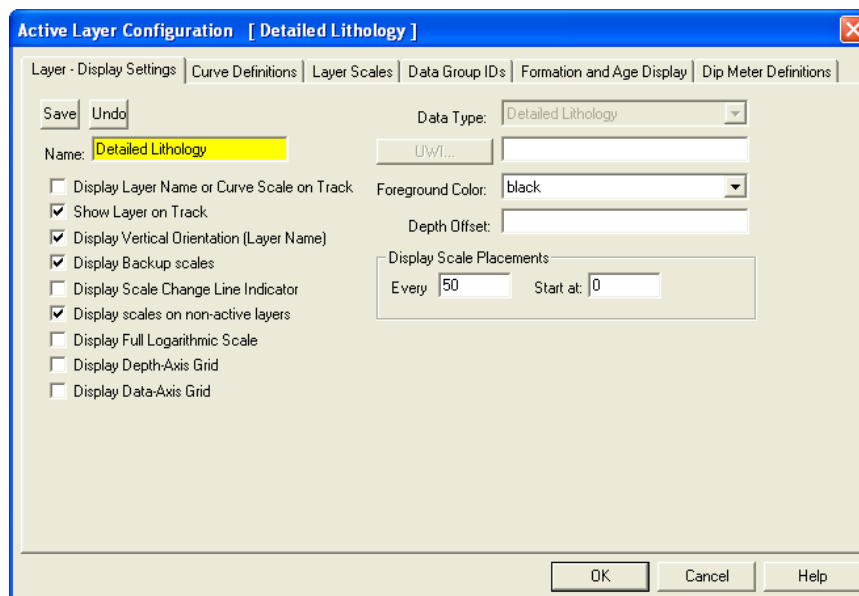 Active Layer Configuration [ Detailed Lithology ]
Layer - Display Settings Curve Definitions Layer Scales Data Group IDs Formation and Age Display Dip Meter Definitions
Save Undo
Data Type: Detailed Lithology
Name: Detailed Lithology
UWI...
Display Layer Name or Curve Scale on Track
Foreground Color: black
Show Layer on Track
Depth Offset:
Display Vertical Orientation (Layer Name)
Display Backup scales
Display Scale Placements
Display Scale Change Line Indicator
Every 50 Start at: 0
Display scales on non-active layers
Display Full Logarithmic Scale
Display Depth-Axis Grid
Display Data-Axis Grid
OK Cancel Help